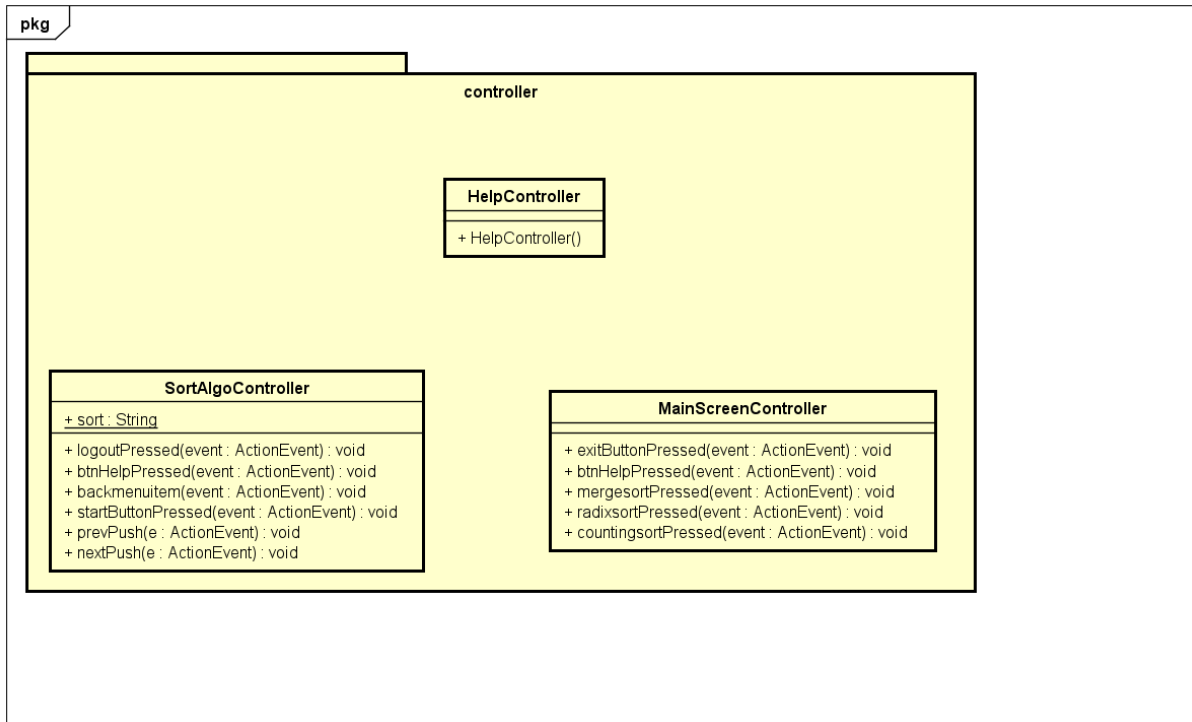 pkg
controller
HelpController
+ HelpController()
SortAlgoController
+ sort : String
+ logoutPressed(event : ActionEvent) : void
+ btnHelpPressed(event : ActionEvent) : void
+ backmenuitem(event : ActionEvent) : void
+ startButtonPressed(event : ActionEvent) : void
+ prevPush(e : ActionEvent) : void
+ nextPush(e : ActionEvent) : void
MainScreenController
+ exitButtonPressed(event : ActionEvent) : void
+ btnHelpPressed(event : ActionEvent) : void
+ mergesortPressed(event : ActionEvent) : void
+ radixsortPressed(event : ActionEvent) : void
+ countingsortPressed(event : ActionEvent) : void